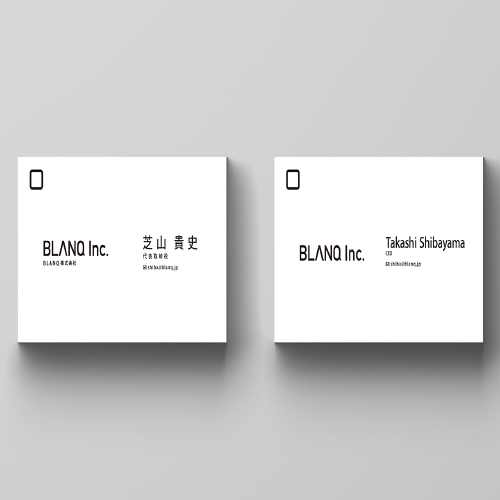 BLANQ Inc.
BLANQ 株式会社
芝山 貴史
代表取締役
shiba@blanq.jp
BLANQ Inc.
Takashi Shibayama
CEO
shiba@blanq.jp